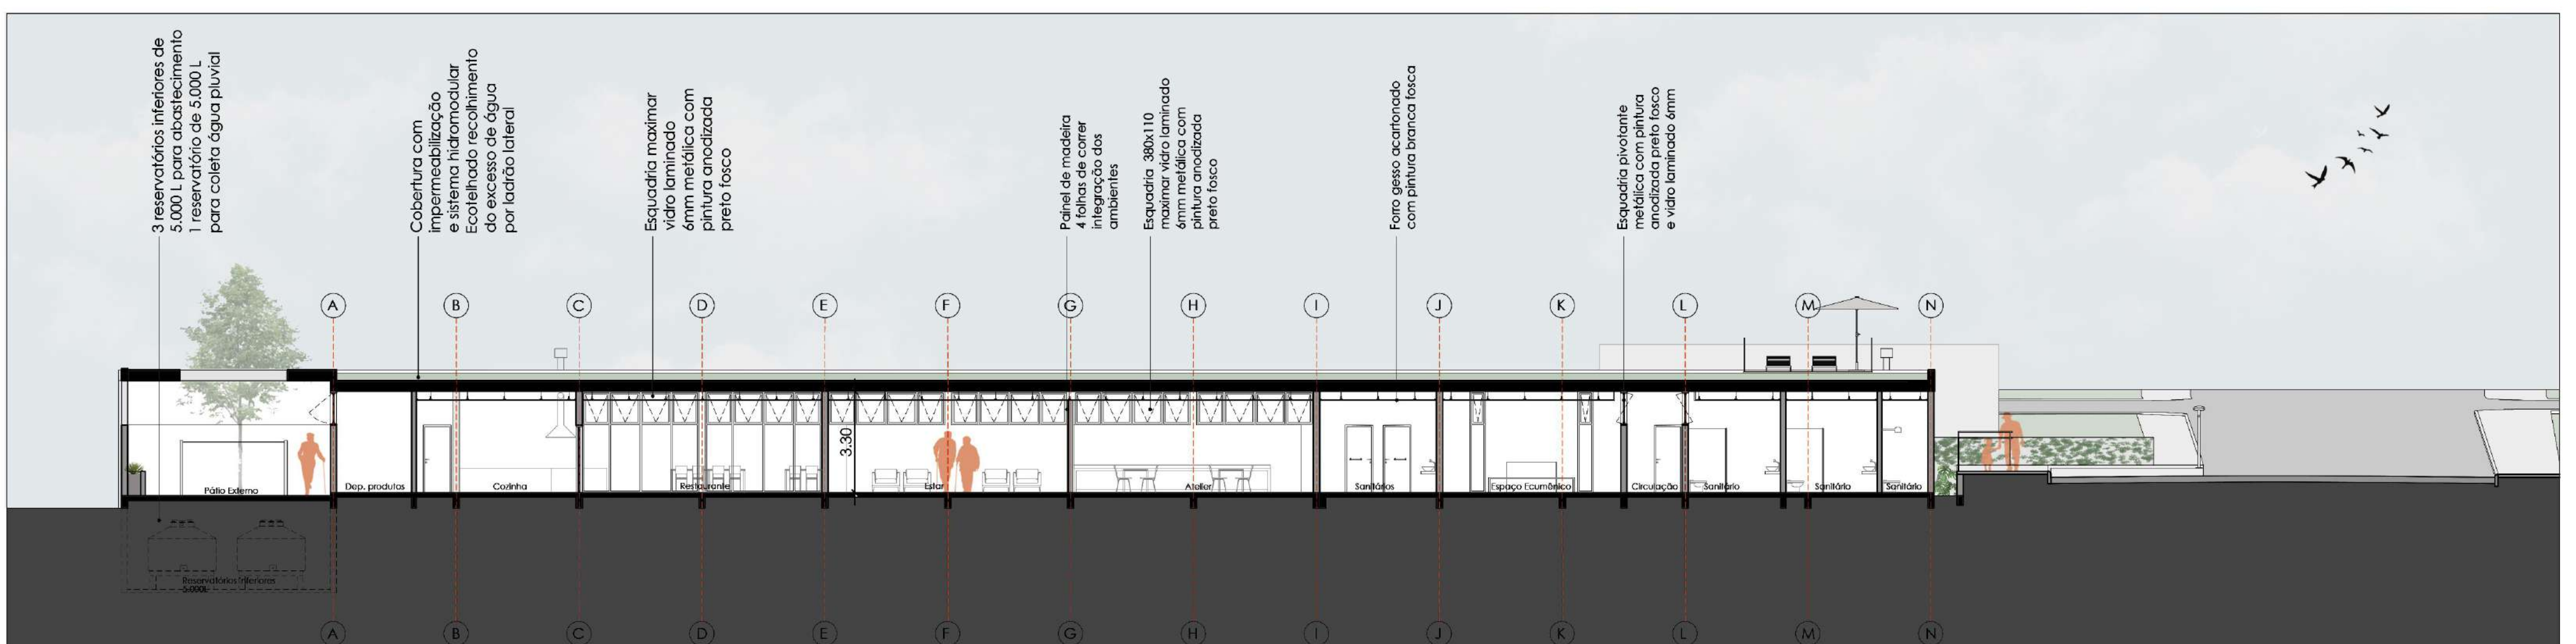 3 reservatórios inferiores de
5.000 L para abastecimento
1 reservatório de 5.000 L
para coleta água pluvial
Cobertura com
impermeabilização
e sistema hidromodular
Ecotelhado recolhimento
do excesso de água
por ladrão lateral
Esquadria maximar
vidro laminado
6mm metálica com
pintura anodizada
preto fosco
Painel de madeira
4 folhas de correr
integração dos
ambientes
Esquadria 380x110
maximar vidro laminado
6mm metálica com
pintura anodizada
preto fosco
Forro gesso acartonado
com pintura branca fosca
Esquadria pivotante
metálica com pintura
anodizada preto fosco
e vidro laminado 6mm
A B C D E F G H I J K L M N
3.30
Pátio Externo
Dep. produtos
Cozinha
Restaurante
Estar
Atelier
Sanitários
Espaço Ecumênico
Circulação
Sanitário
Sanitário
Sanitário
Reservatórios Inferiores
5.000L
A B C D E F G H I J K L M N